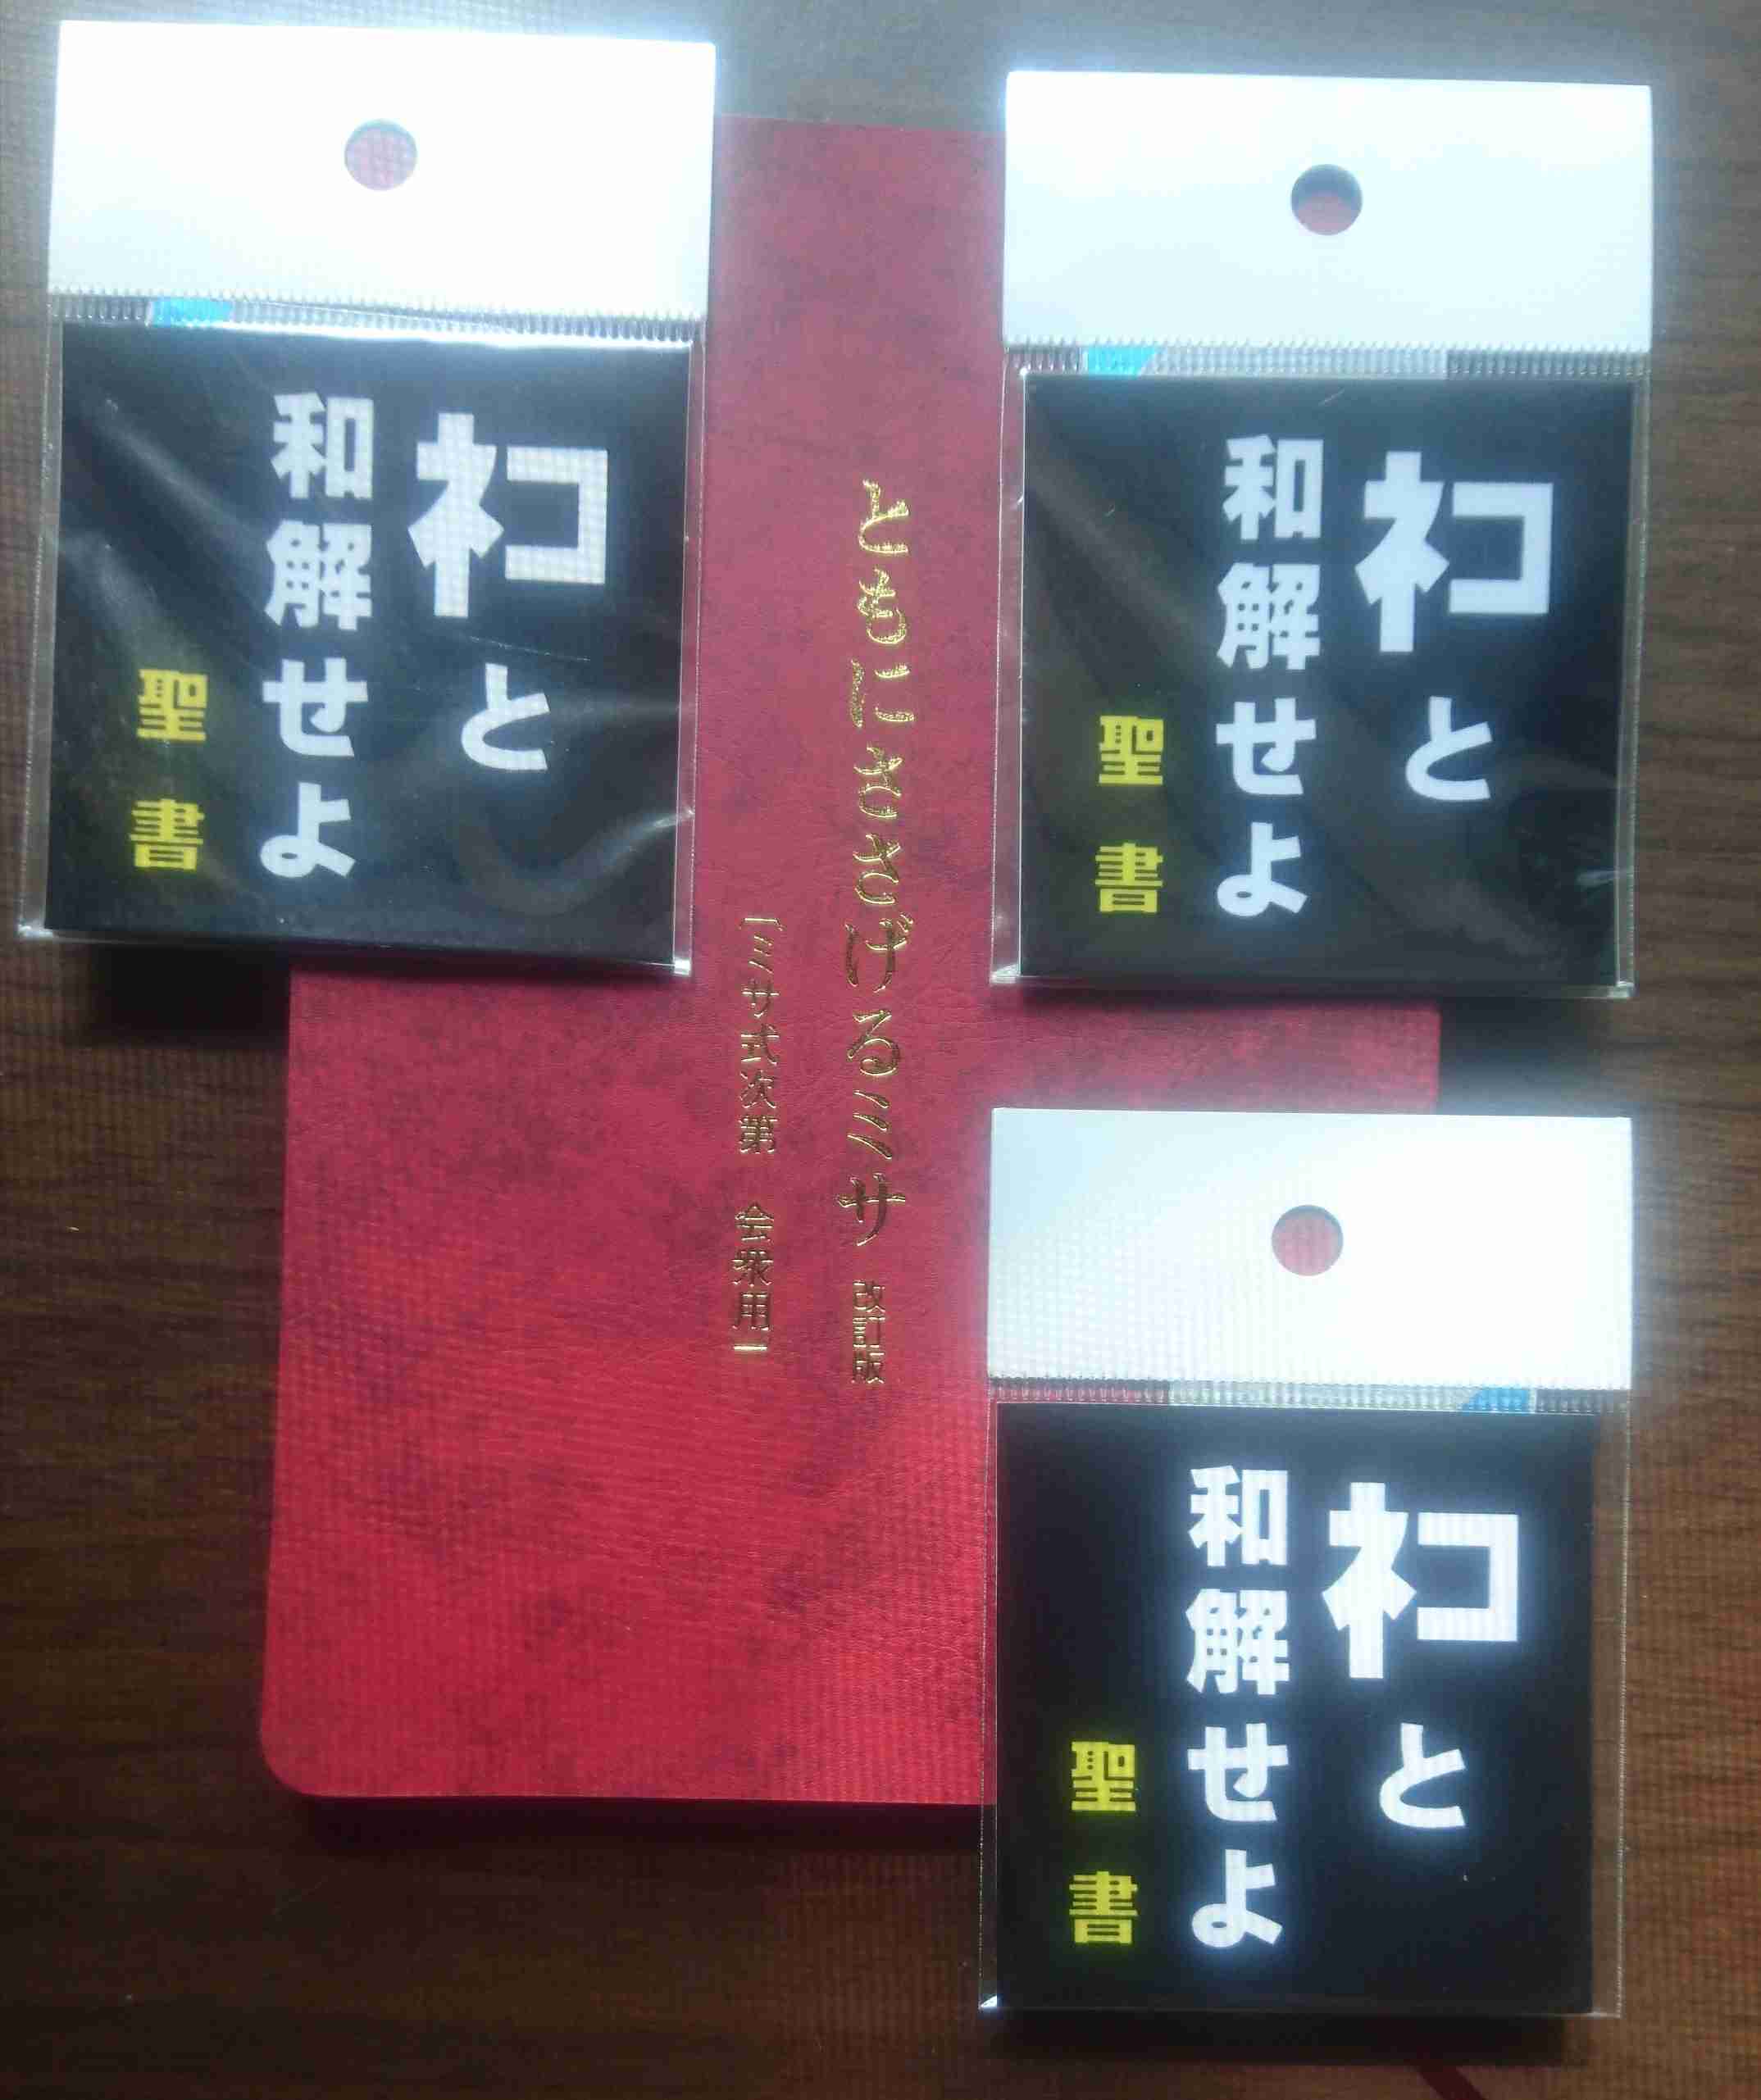 ネコと
和解せよ
聖書
ともにささげるミサ 改訂版
［ミサ式次第 会衆用］
ネコと
和解せよ
聖書
ネコと
和解せよ
聖書